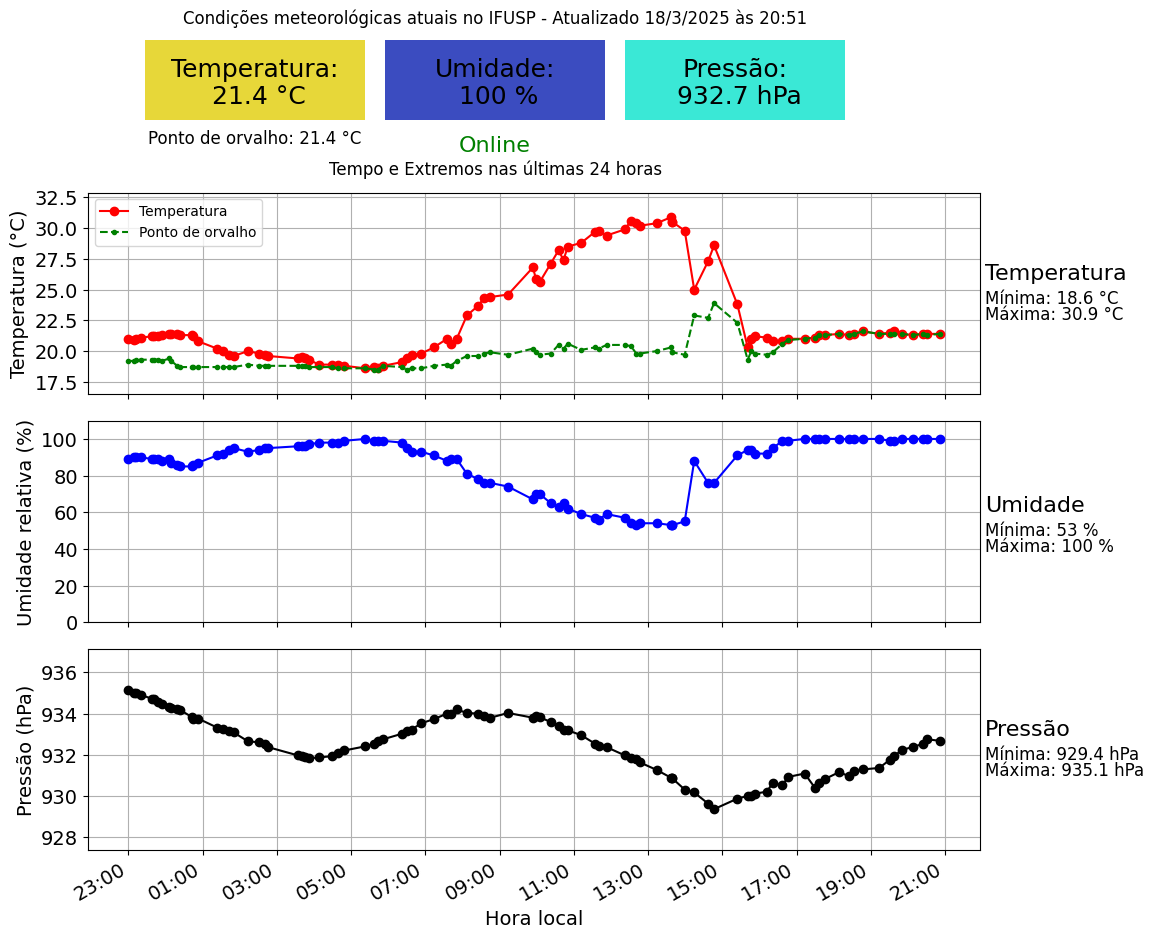 Condições meteorológicas atuais no IFUSP - Atualizado 18/3/2025 às 20:51
Temperatura:
21.4 °C
Umidade:
100 %
Pressão:
932.7 hPa
Ponto de orvalho: 21.4 °C
Online
Tempo e Extremos nas últimas 24 horas
Temperatura (°C)
32.5
30.0
27.5
25.0
22.5
20.0
17.5
Temperatura
Ponto de orvalho
Temperatura
Mínima: 18.6 °C
Máxima: 30.9 °C
Umidade relativa (%)
100
80
60
40
20
0
Umidade
Mínima: 53 %
Máxima: 100 %
Pressão (hPa)
936
934
932
930
928
Pressão
Mínima: 929.4 hPa
Máxima: 935.1 hPa
23:00
01:00
03:00
05:00
07:00
09:00
11:00
13:00
15:00
17:00
19:00
21:00
Hora local